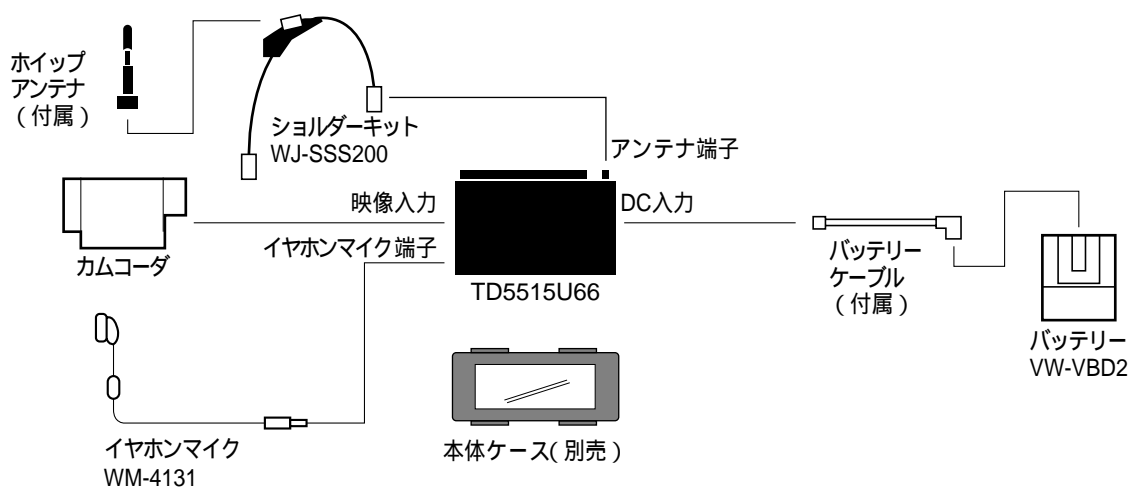 ホイップ
アンテナ
(付属)
ショルダーキット
WJ-SSS200
アンテナ端子
映像入力
DC入力
イヤホンマイク端子
カムコーダ
TD5515U66
バッテリー
ケーブル
(付属)
バッテリー
VW-VBD2
イヤホンマイク
WM-4131
本体ケース(別売)